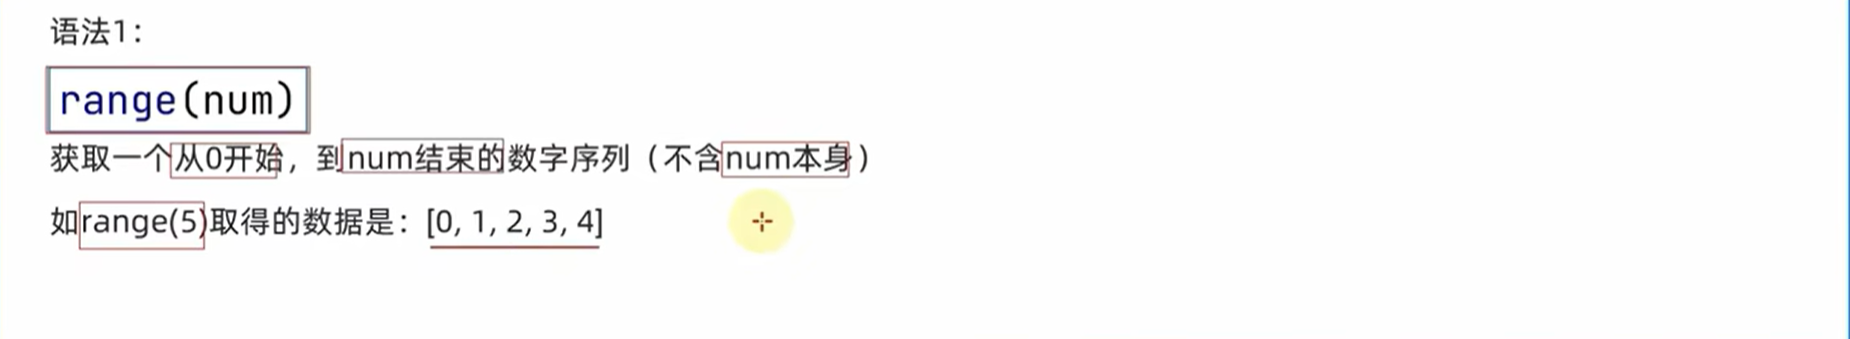 语法1：
range(num)
获取一个从0开始，到num结束的数字序列（不含num本身）
如range(5)取得的数据是：[0, 1, 2, 3, 4]